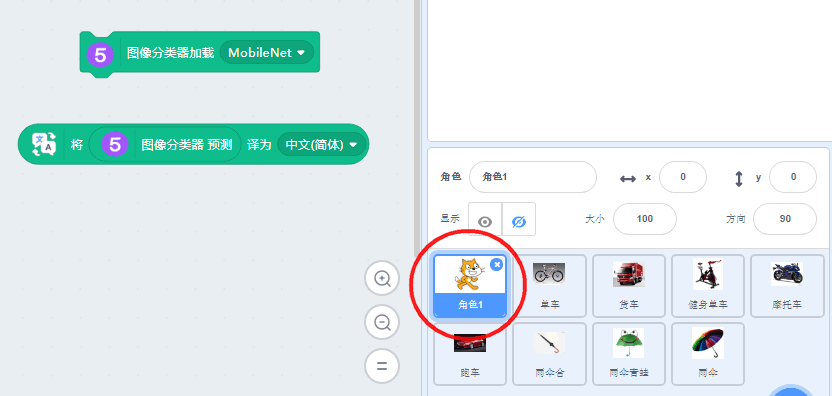 5 图像分类器加载 MobileNet
文 A 将 5 图像分类器 预测 译为 中文(简体)
角色 角色1 x 0 y 0
显示 大小 100 方向 90
角色1 单车 货车 健身单车 摩托车
跑车 雨伞合 雨伞青蛙 雨伞